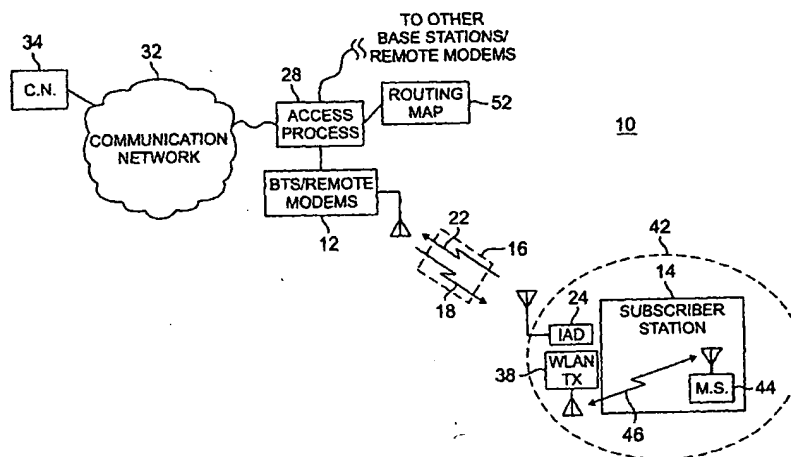 TO OTHER
BASE STATIONS/
REMOTE MODEMS
34
32
28
C.N.
ACCESS
PROCESS
ROUTING
MAP
52
10
COMMUNICATION
NETWORK
BTS/REMOTE
MODEMS
12
22
16
18
42
14
24
SUBSCRIBER
STATION
IAD
38
WLAN
TX
M.S.
44
46